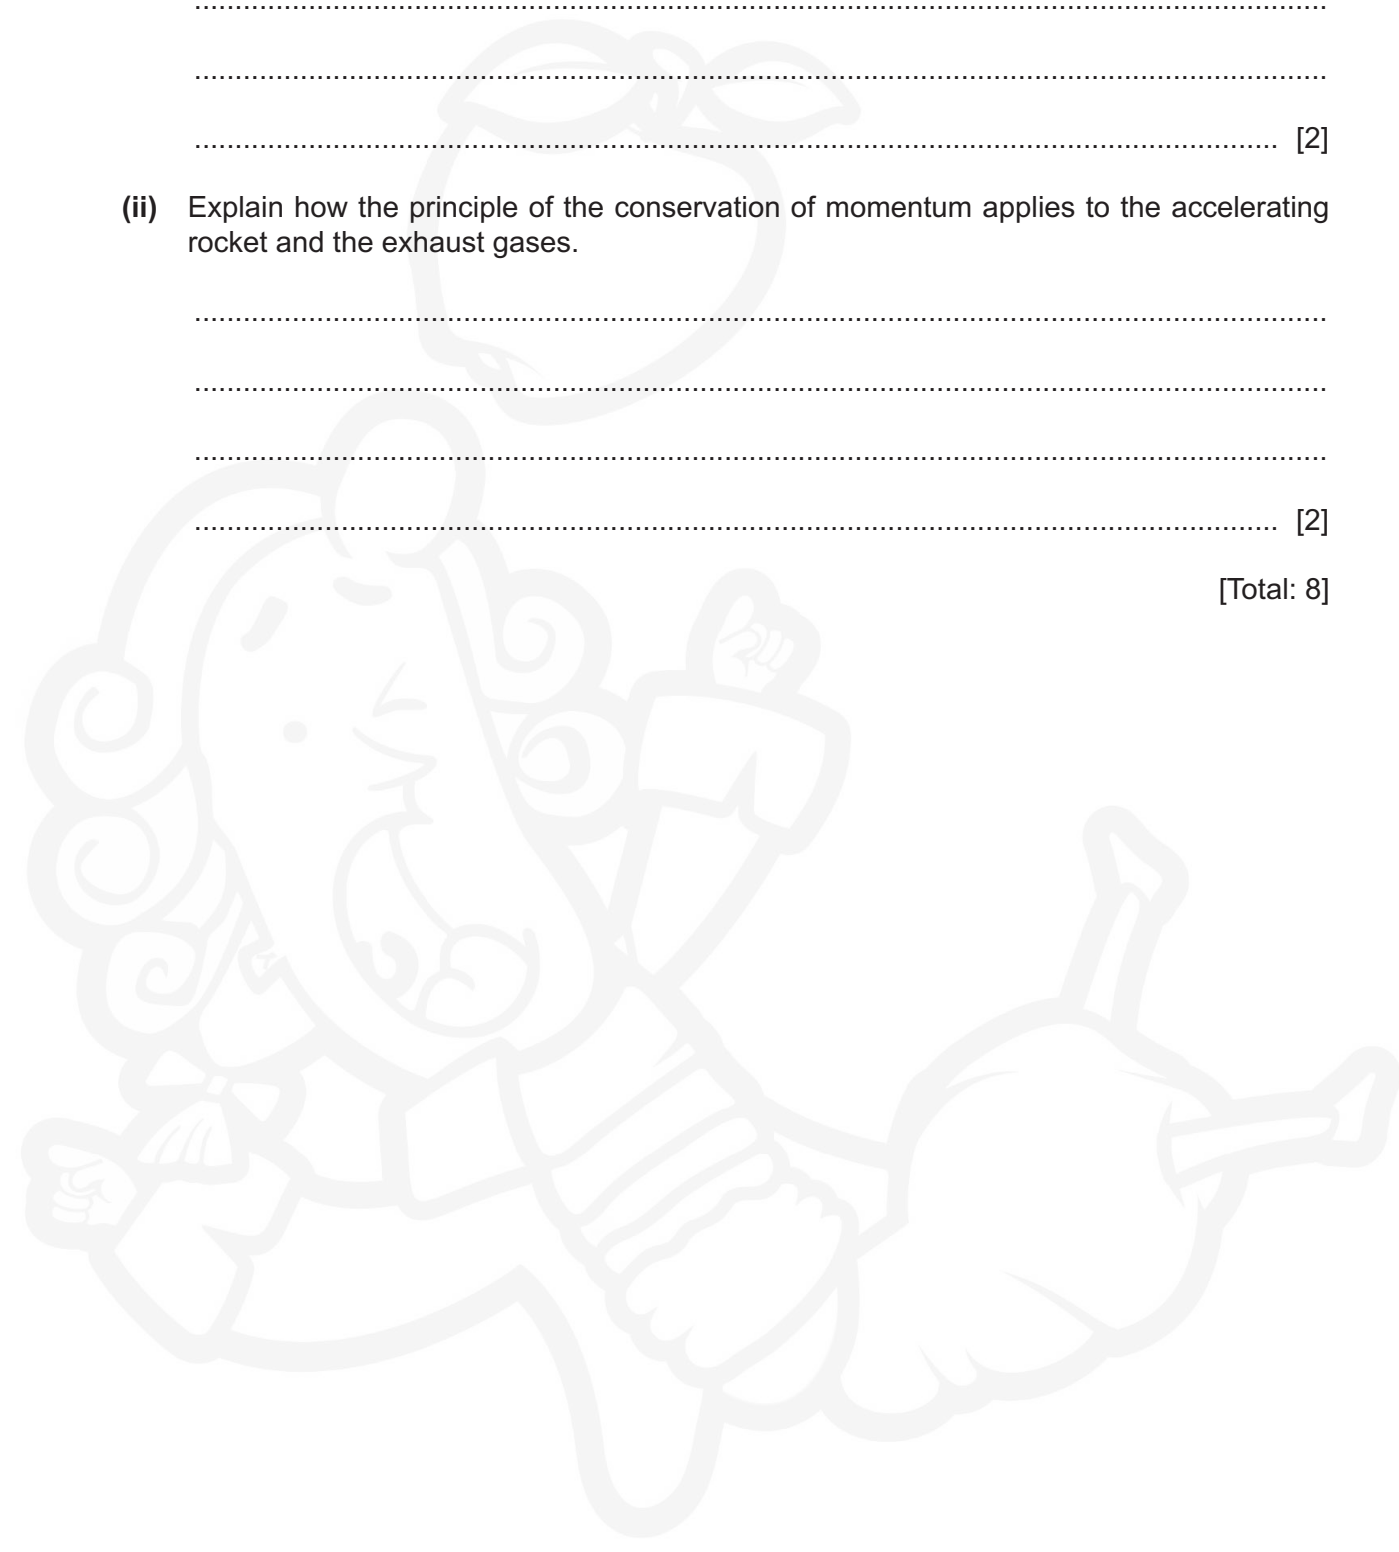 [2]
(ii) Explain how the principle of the conservation of momentum applies to the accelerating
rocket and the exhaust gases.
[2]
[Total: 8]